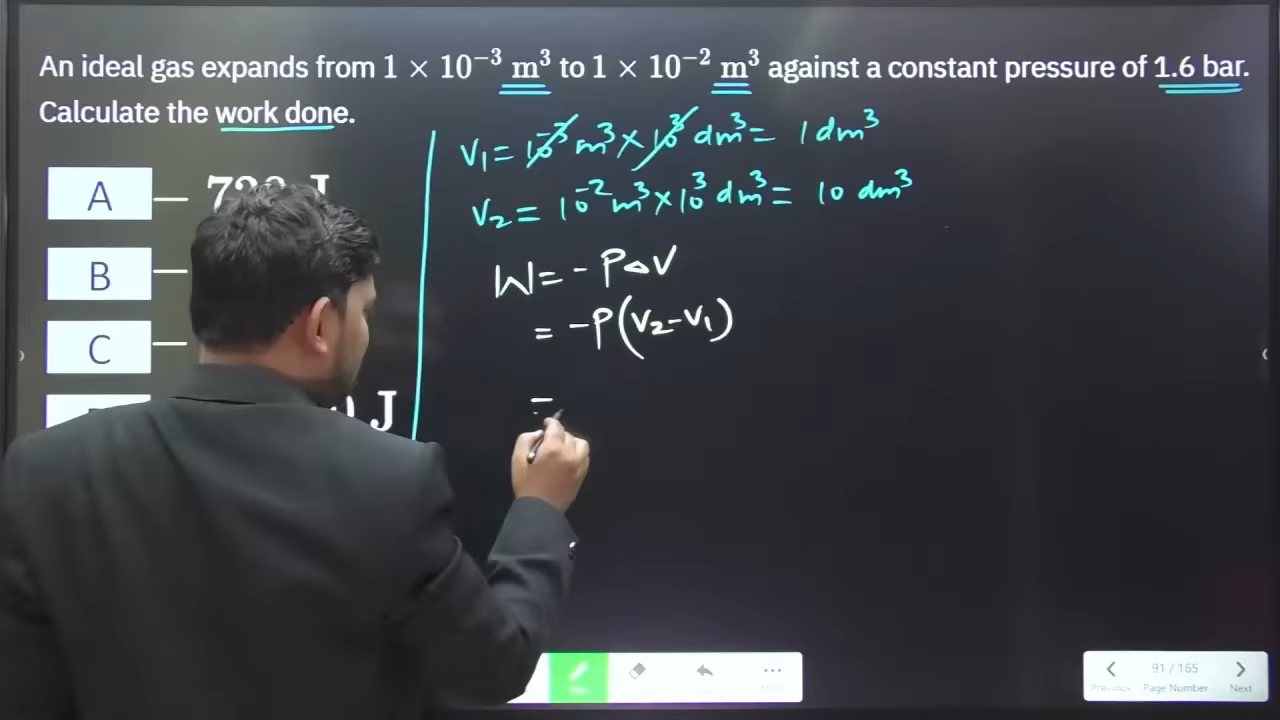 An ideal gas expands from 1 × 10⁻³ m³ to 1 × 10⁻² m³ against a constant pressure of 1.6 bar.
Calculate the work done.
V₁ = 10⁻³ m³ × 10³ dm³ = 1 dm³
V₂ = 10⁻² m³ × 10³ dm³ = 10 dm³
A –
B –
C –
J
W = - P△V
= -P(V₂-V₁)
=
91 / 165
Previous Page Number Next